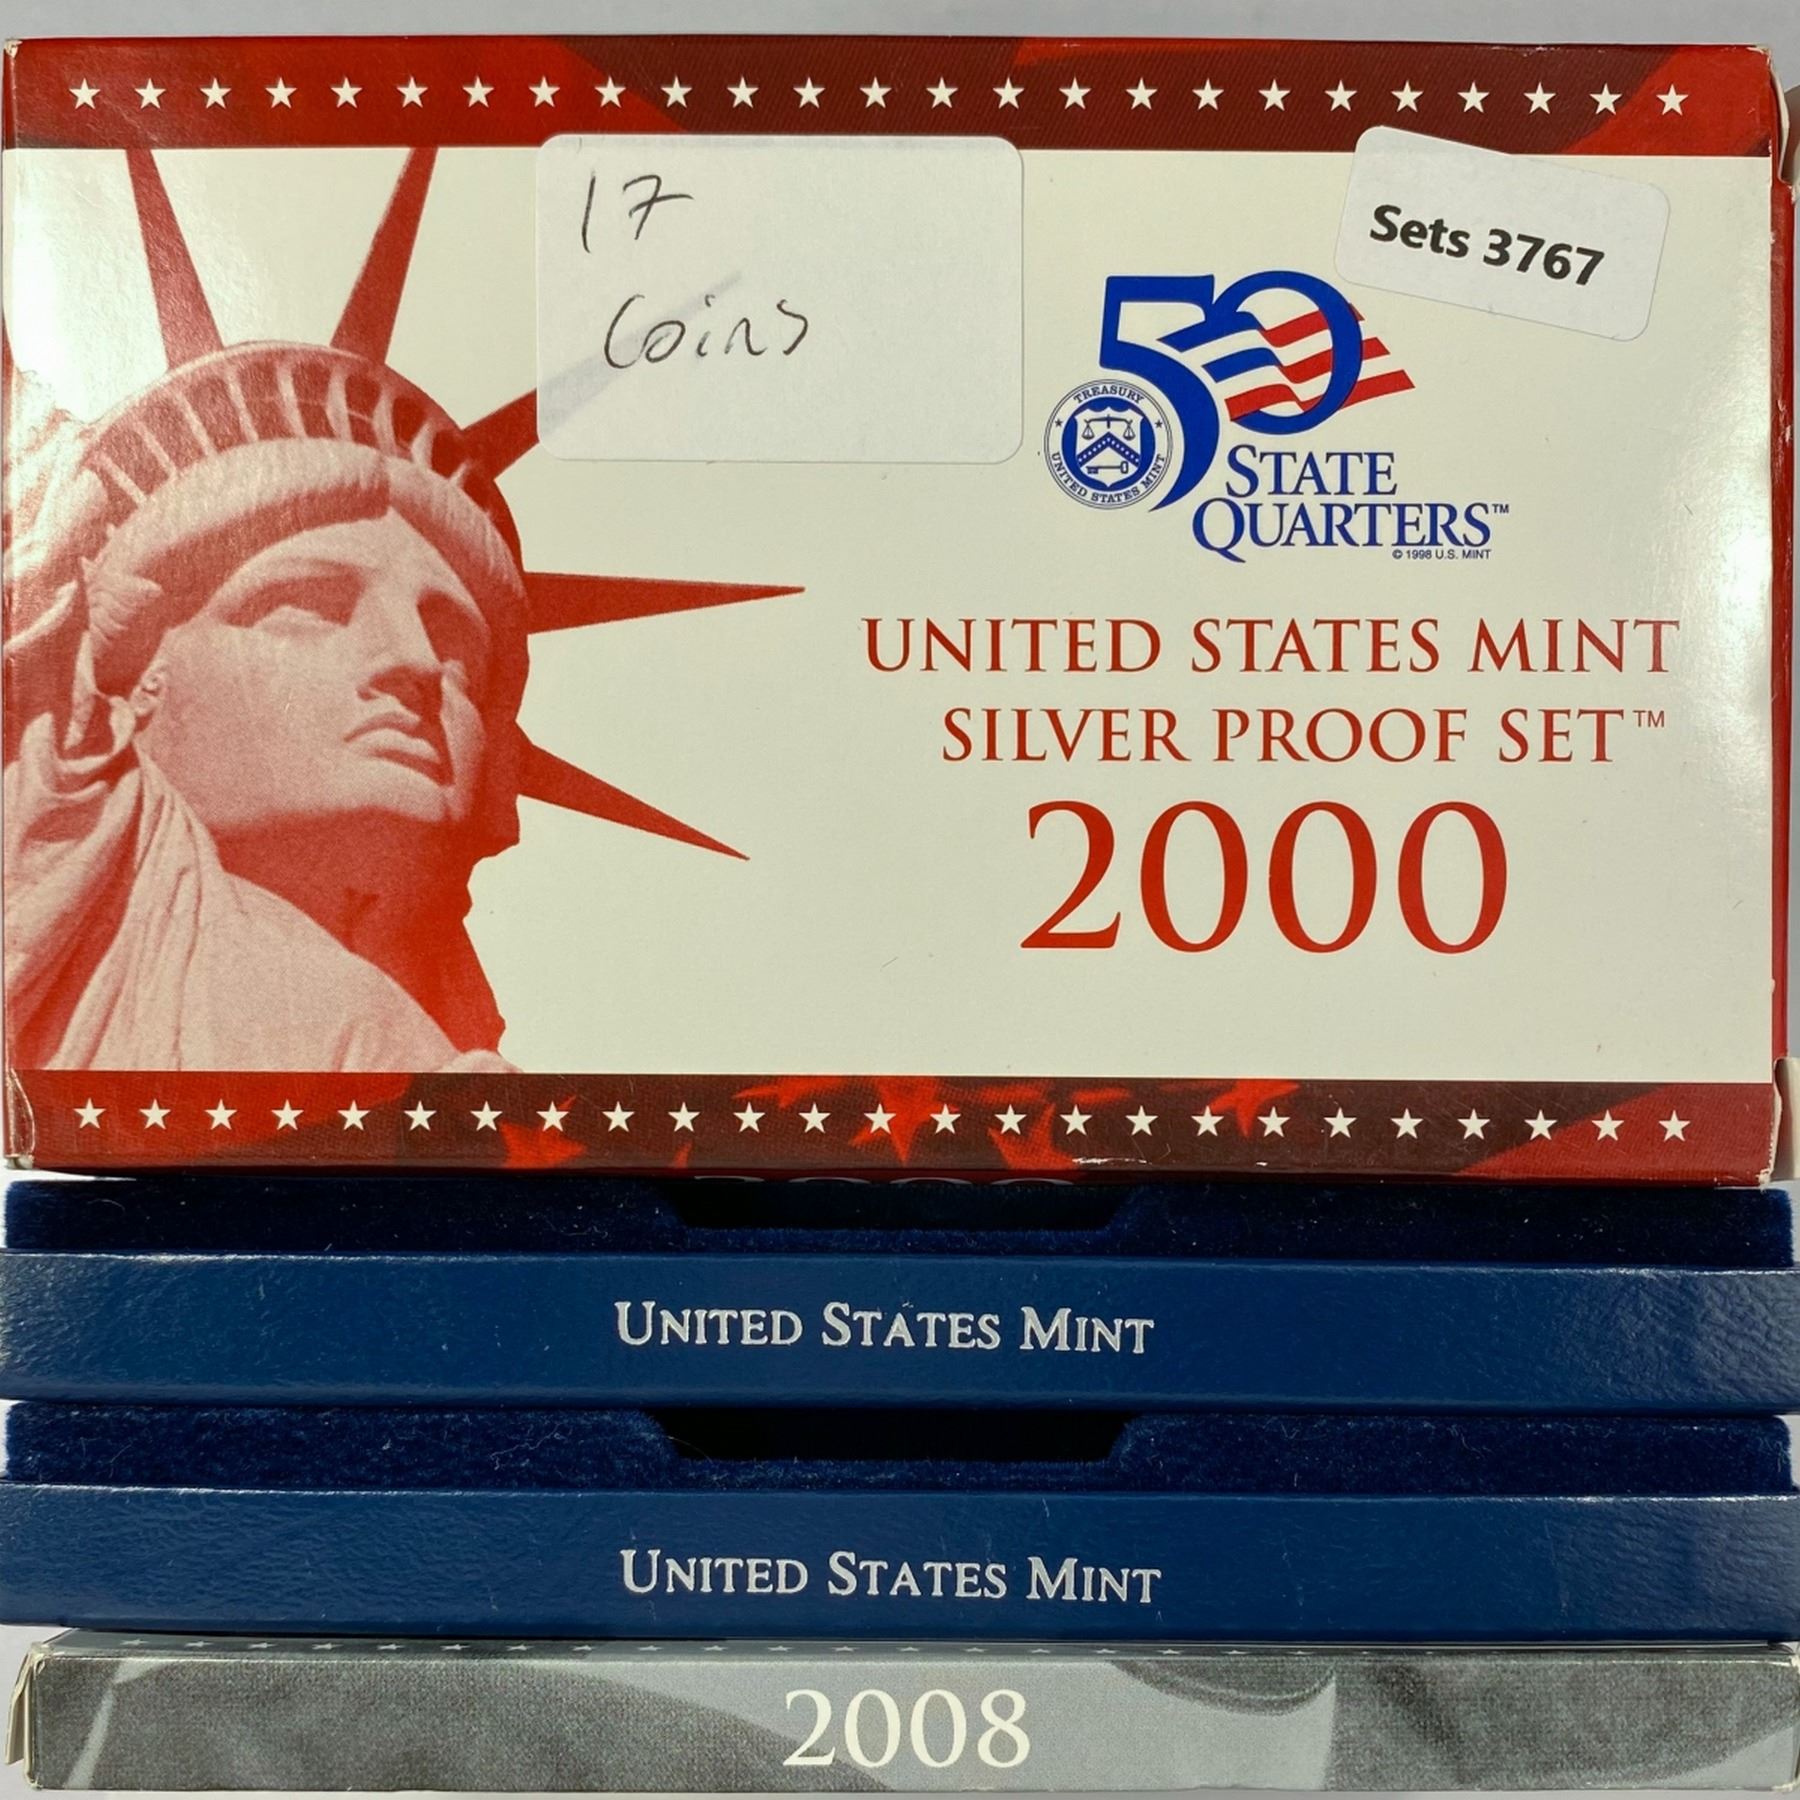 17
Coins
Sets 3767
50
TREASURY
UNITED STATES MINT
STATE
QUARTERS™
© 1998 U.S. MINT
UNITED STATES MINT
SILVER PROOF SET™
2000
UNITED STATES MINT
UNITED STATES MINT
2008